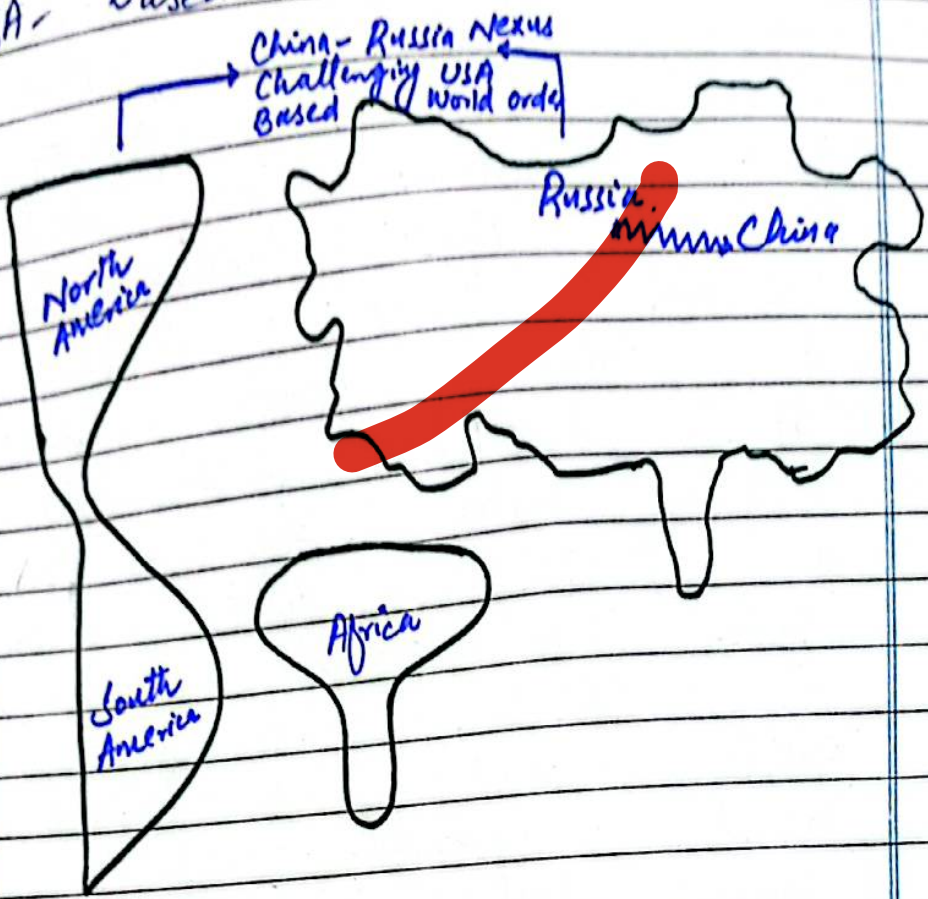 A-
China - Russia Nexus
Challenging USA
Based World order
Russia
China
North
America
Africa
South
America